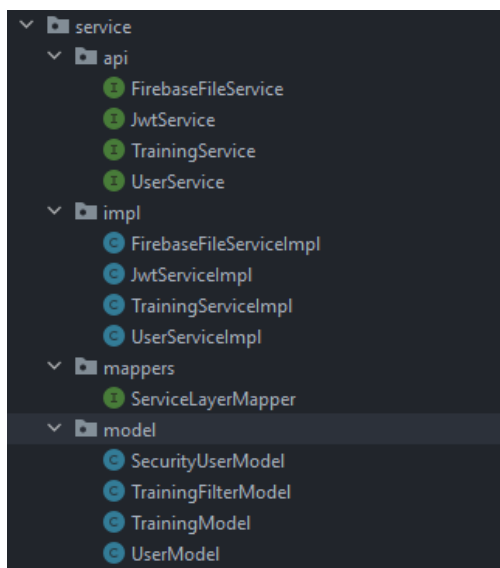 service
api
I FirebaseFileService
I JwtService
I TrainingService
I UserService
impl
C FirebaseFileServiceImpl
C JwtServiceImpl
C TrainingServiceImpl
C UserServiceImpl
mappers
I ServiceLayerMapper
model
C SecurityUserModel
C TrainingFilterModel
C TrainingModel
C UserModel